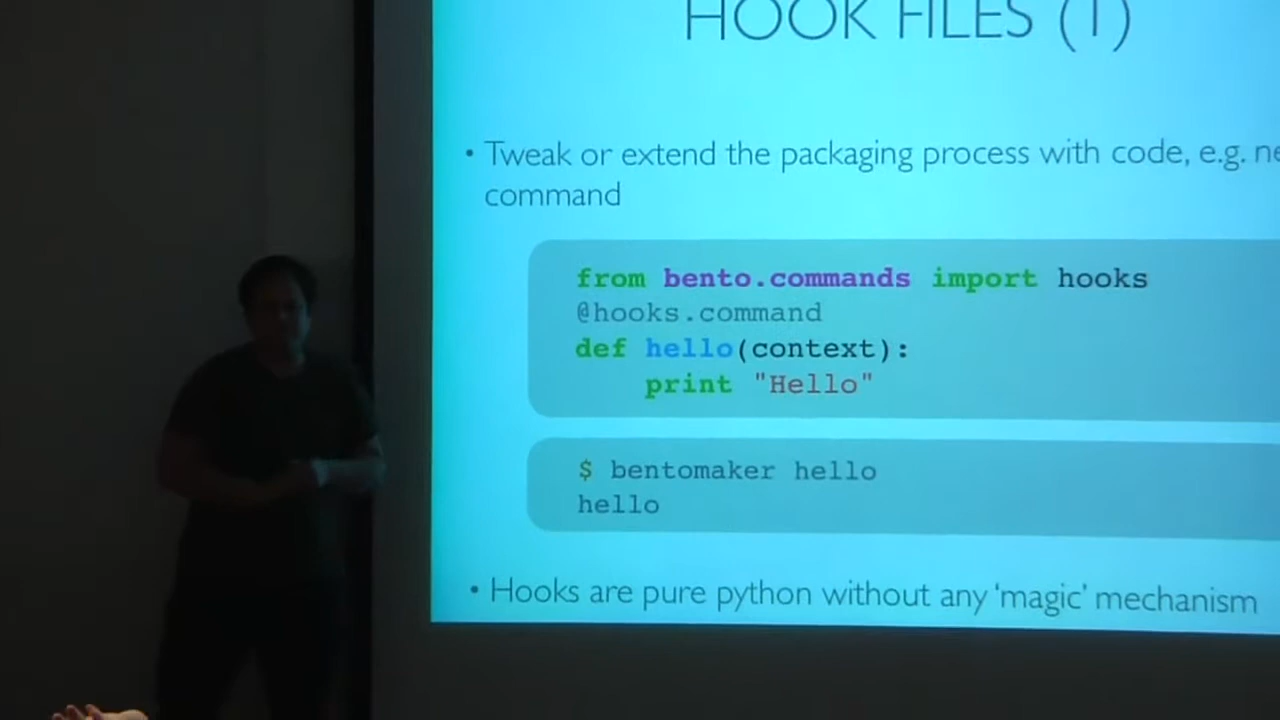 HOOK FILES (1)
• Tweak or extend the packaging process with code, e.g.
command
from bento.commands import hooks
@hooks.command
def hello(context):
    print "Hello"
$ bentomaker hello
hello
• Hooks are pure python without any 'magic' mechanism